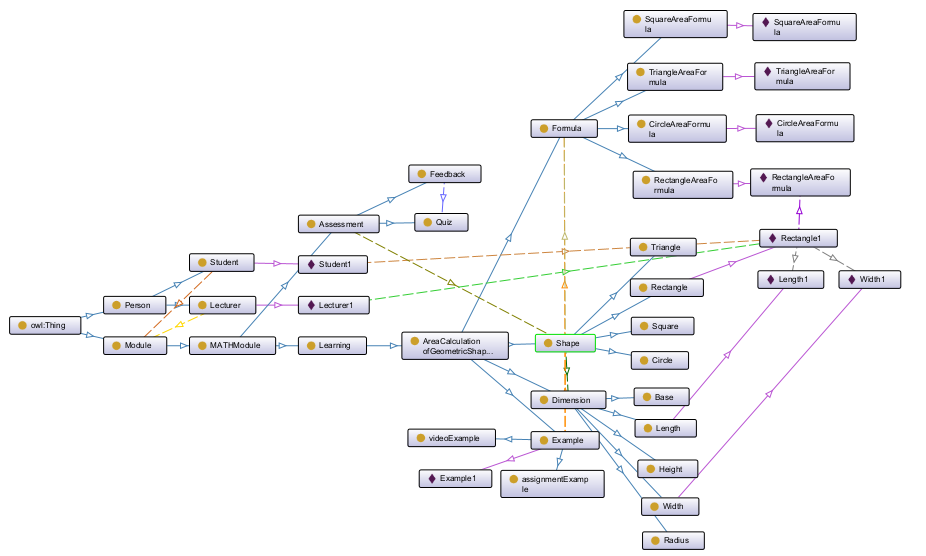 SquareAreaFormu
la
SquareAreaFormu
la
TriangleAreaFor
mula
TriangleAreaFor
mula
Formula
CircleAreaFormu
la
CircleAreaFormu
la
RectangleAreaFo
rmula
RectangleAreaFo
rmula
Feedback
Assessment
Quiz
Rectangle1
Triangle
Student
Student1
Length1
Width1
Rectangle
Person
Lecturer
Lecturer1
owl:Thing
Square
Module
MATHModule
Learning
AreaCalculation
ofGeometricShap...
Shape
Circle
Dimension
Base
Length
videoExample
Example
Height
Example1
assignmentExamp
le
Width
Radius